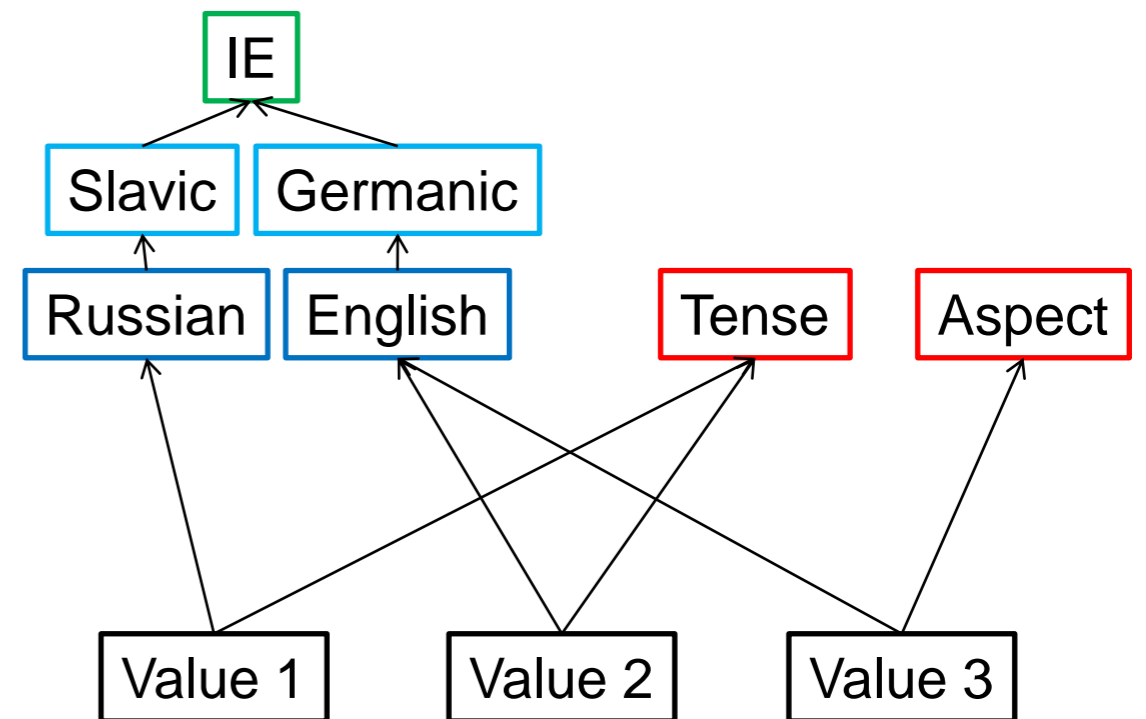 IE
Slavic
Germanic
Russian
English
Tense
Aspect
Value 1
Value 2
Value 3